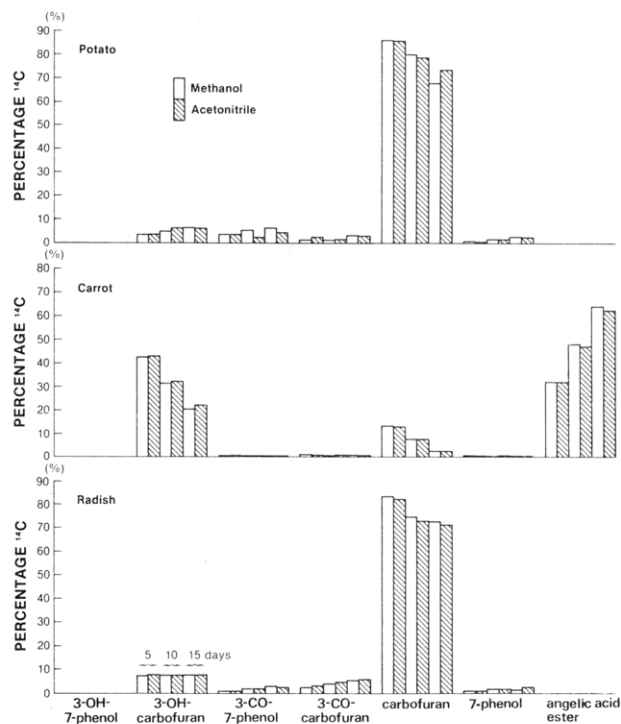 (%)
90
80
70
60
50
40
30
20
10
0
PERCENTAGE ¹⁴C
Potato
Methanol
Acetonitrile
(%)
80
70
60
50
40
30
20
10
0
PERCENTAGE ¹⁴C
Carrot
(%)
90
80
70
60
50
40
30
20
10
0
PERCENTAGE ¹⁴C
Radish
5 10 15 days
3-OH-
7-phenol
3-OH-
carbofuran
3-CO-
7-phenol
3-CO-
carbofuran
carbofuran
7-phenol
angelic acid
ester